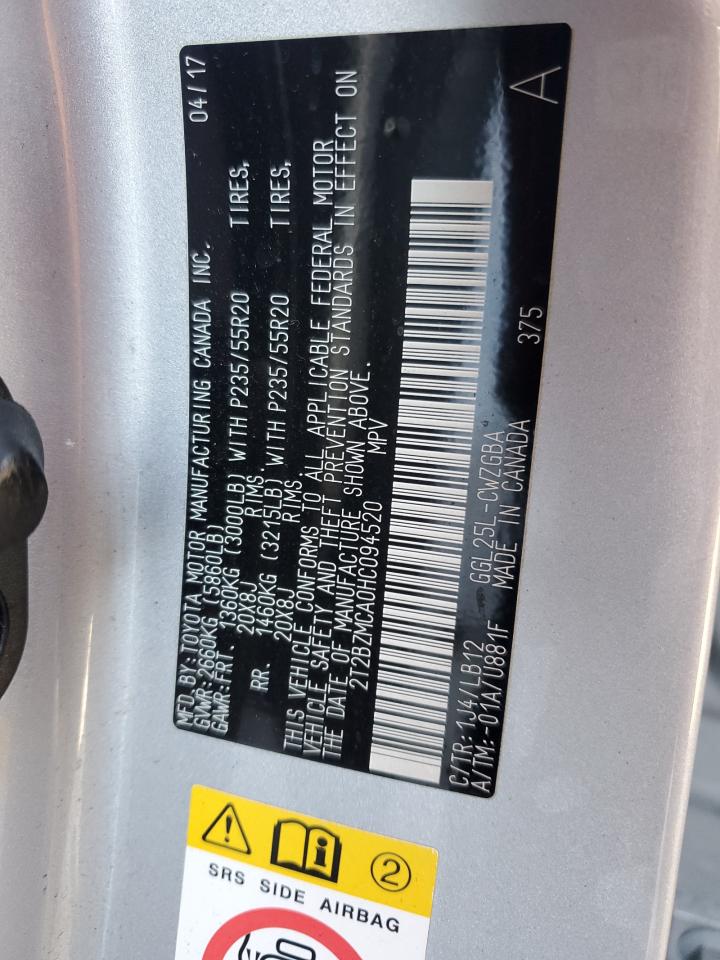 MFD. BY: TOYOTA MOTOR MANUFACTURING CANADA INC. 04/17
GVWR: 2660KG (5860LB)
GAWR: FRT. 1360KG (3000LB) WITH P235/55R20 TIRES,
20X8J RIMS.
RR. 1460KG (3215LB) WITH P235/55R20 TIRES,
20X8J RIMS.
THIS VEHICLE CONFORMS TO ALL APPLICABLE FEDERAL MOTOR
VEHICLE SAFETY AND THEFT PREVENTION STANDARDS IN EFFECT ON
THE DATE OF MANUFACTURE SHOWN ABOVE.
2T2BZMCA0HC094520 MPV
C/TR: 1J4/LB12 GGL25L-CWZGBA
A/TM: -01A/U881F MADE IN CANADA 375 A
2
SRS SIDE AIRBAG